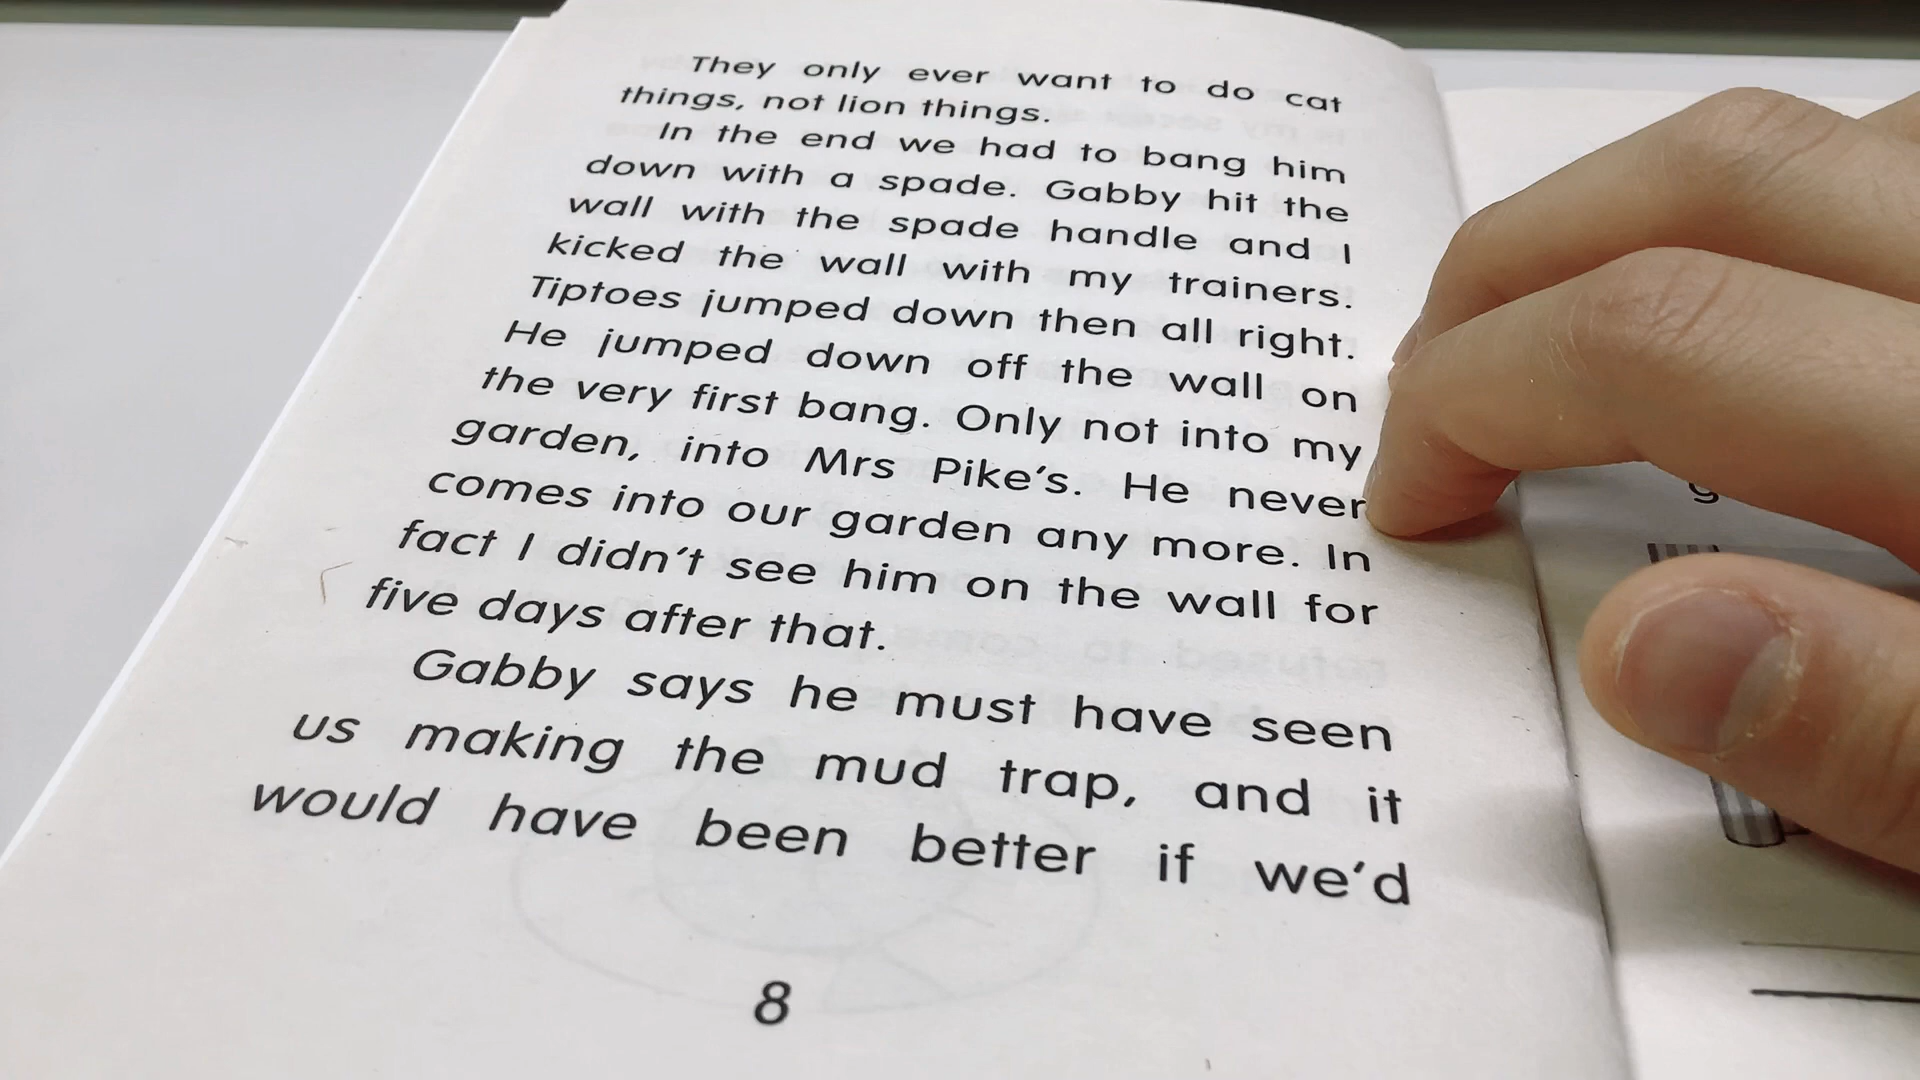 They only ever want to do cat
things, not lion things.
In the end we had to bang him
down with a spade. Gabby hit the
wall with the spade handle and I
kicked the wall with my trainers.
Tiptoes jumped down then all right.
He jumped down off the wall on
the very first bang. Only not into my
garden, into Mrs Pike's. He never
comes into our garden any more. In
fact I didn't see him on the wall for
five days after that.
Gabby says he must have seen
us making the mud trap, and it
would have been better if we'd
8